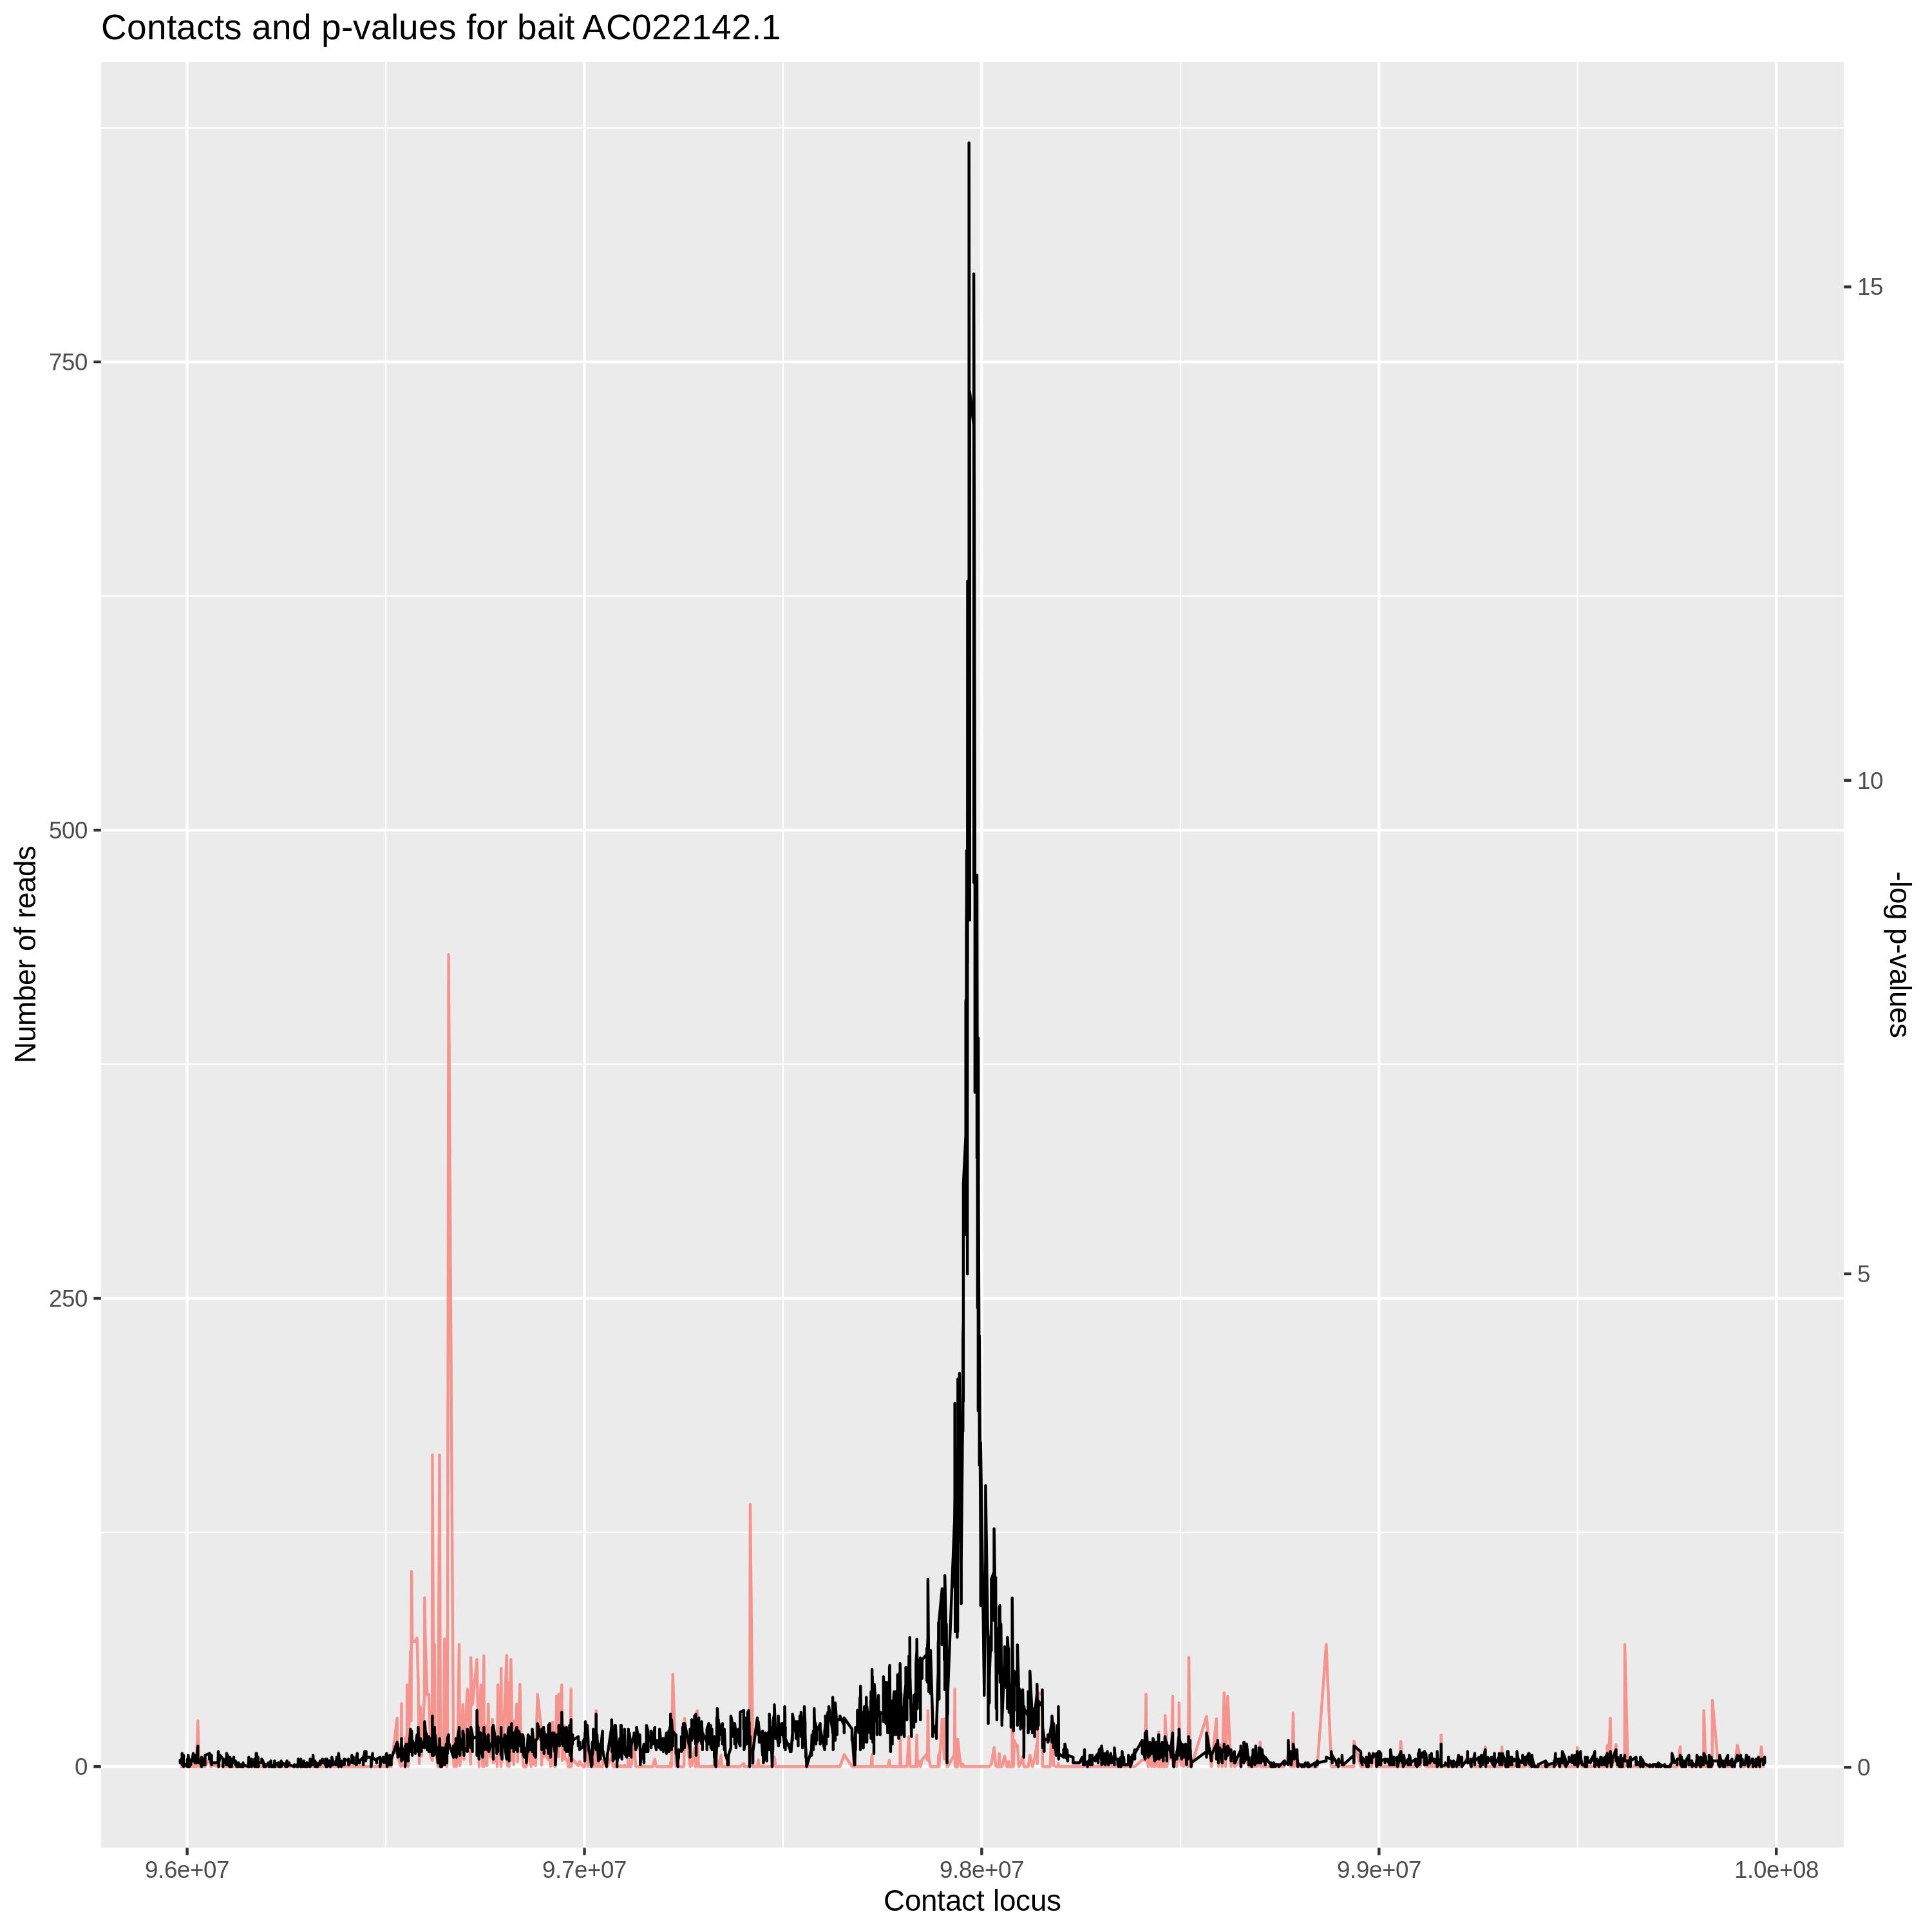 Contacts and p-values for bait AC022142.1
750
500
250
0
15
10
5
0
Number of reads
-log p-values
9.6e+07 9.7e+07 9.8e+07 9.9e+07 1.0e+08
Contact locus